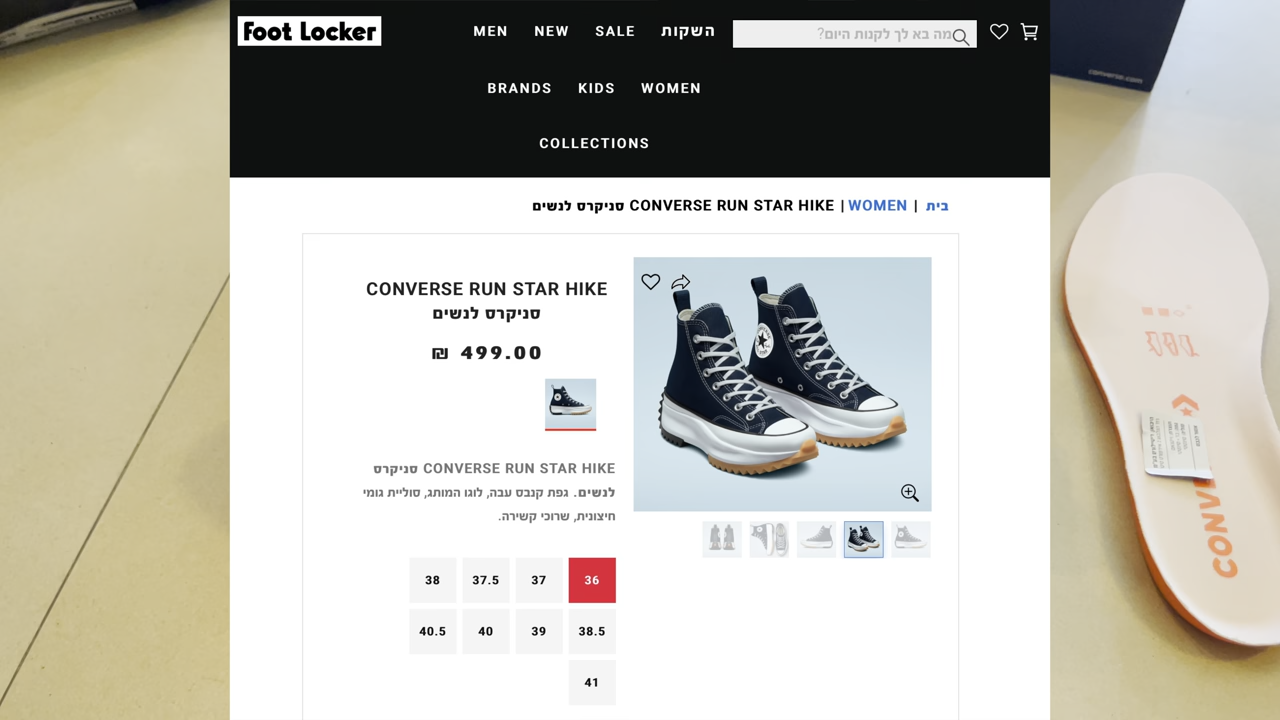 Foot Locker
MEN NEW SALE השקות
מה בא לך לקנות היום?
BRANDS KIDS WOMEN
COLLECTIONS
בית | WOMEN | CONVERSE RUN STAR HIKE סניקרס לנשים
CONVERSE RUN STAR HIKE
סניקרס לנשים
499.00 ₪
CONVERSE RUN STAR HIKE סניקרס
לנשים. גפת קנבס עבה, לוגו המותג, סוליית גומי
חיצונית, שרוכי קשירה.
38 37.5 37 36
40.5 40 39 38.5
41
converse.com